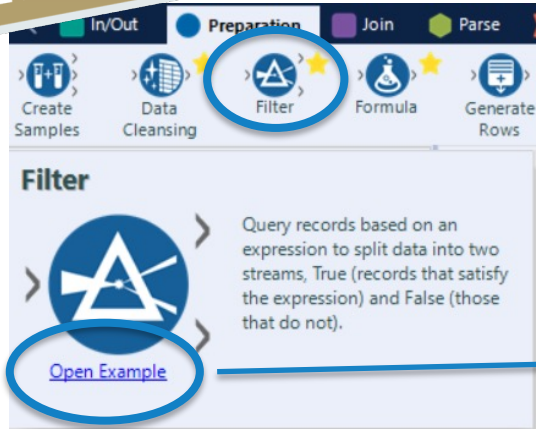 In/Out Preparation Join Parse
Create Data Filter Formula Generate
Samples Cleansing Rows
Filter
Query records based on an
expression to split data into two
streams, True (records that satisfy
the expression) and False (those
that do not).
Open Example